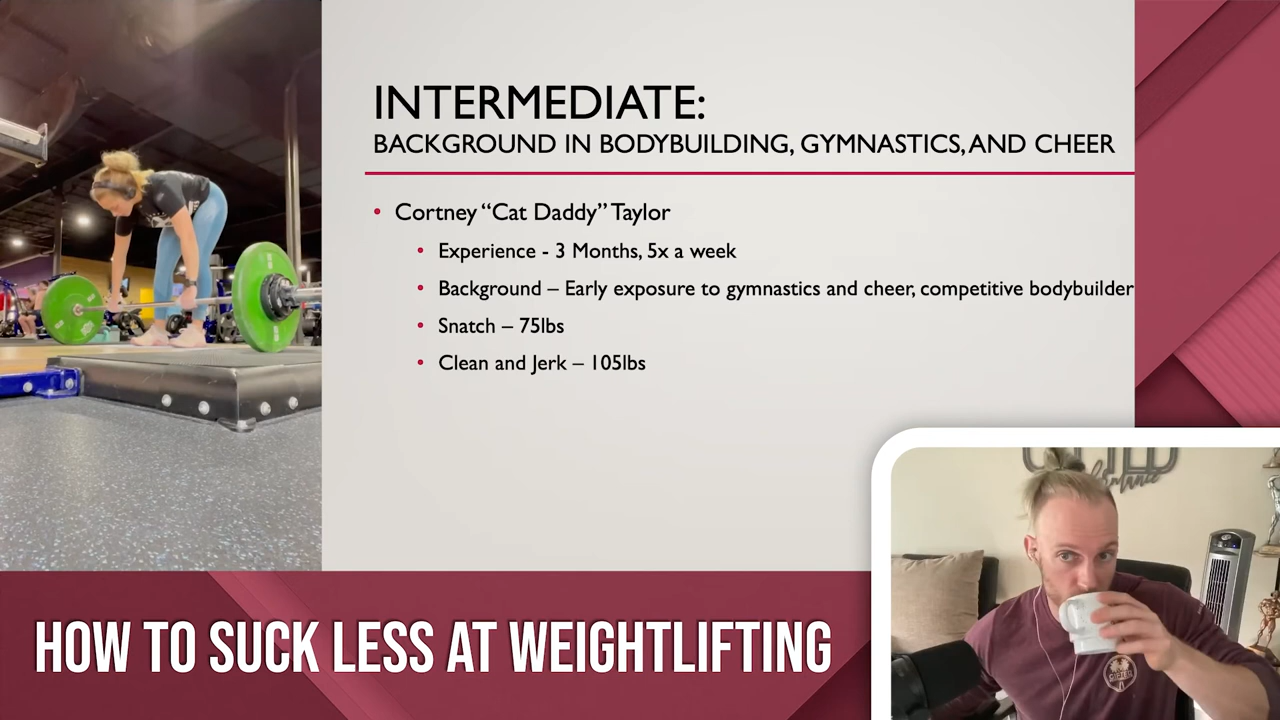 INTERMEDIATE:
BACKGROUND IN BODYBUILDING, GYMNASTICS, AND CHEER
• Cortney “Cat Daddy” Taylor
• Experience - 3 Months, 5x a week
• Background – Early exposure to gymnastics and cheer, competitive bodybuilder
• Snatch – 75lbs
• Clean and Jerk – 105lbs
HOW TO SUCK LESS AT WEIGHTLIFTING